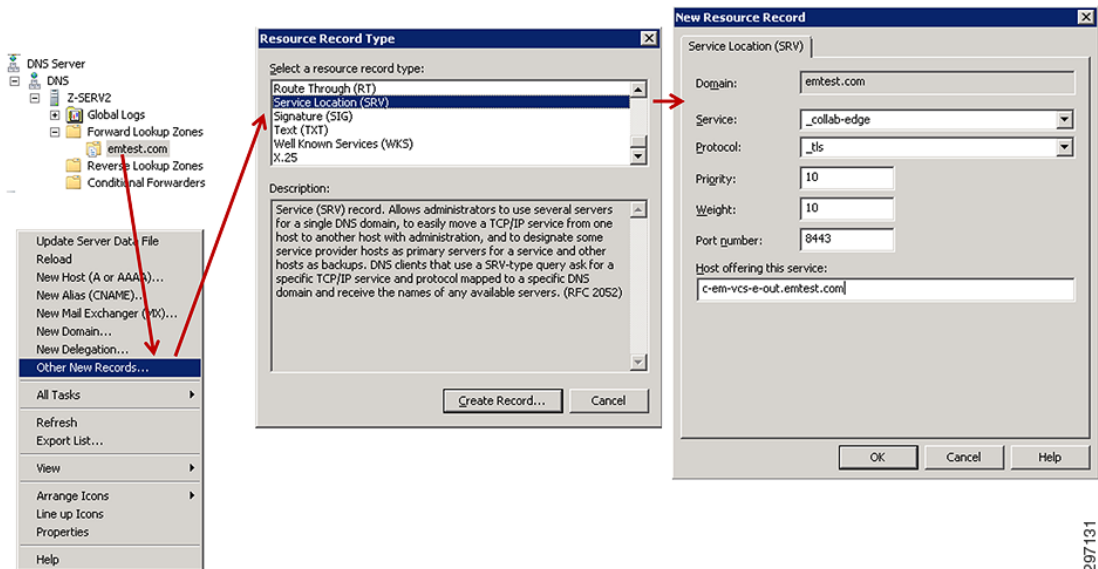 DNS Server
DNS
Z-SERV2
Global Logs
Forward Lookup Zones
emtest.com
Reverse Lookup Zones
Conditional Forwarders
Update Server Data File
Reload
New Host (A or AAAA)...
New Alias (CNAME)...
New Mail Exchanger (MX)...
New Domain...
New Delegation...
Other New Records...
All Tasks
Refresh
Export List...
View
Arrange Icons
Line up Icons
Properties
Help
Resource Record Type
Select a resource record type:
Route Through (RT)
Service Location (SRV)
Signature (SIG)
Text (TXT)
Well Known Services (WKS)
X.25
Description:
Service (SRV) record. Allows administrators to use several servers
for a single DNS domain, to easily move a TCP/IP service from one
host to another host with administration, and to designate some
service provider hosts as primary servers for a service and other
hosts as backups. DNS clients that use a SRV-type query ask for a
specific TCP/IP service and protocol mapped to a specific DNS
domain and receive the names of any available servers. (RFC 2052)
Create Record...
Cancel
New Resource Record
Service Location (SRV)
Domain:
emtest.com
Service:
_collab-edge
Protocol:
_tls
Priority:
10
Weight:
10
Port number:
8443
Host offering this service:
c-em-vcs-e-out.emtest.com
OK
Cancel
Help
297131